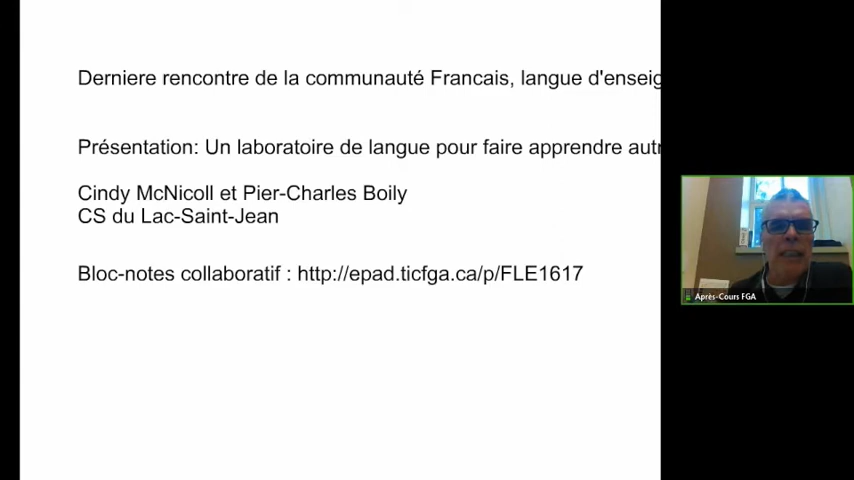 Derniere rencontre de la communauté Francais, langue d'enseig
Présentation: Un laboratoire de langue pour faire apprendre autr
Cindy McNicoll et Pier-Charles Boily
CS du Lac-Saint-Jean
Bloc-notes collaboratif : http://epad.ticfga.ca/p/FLE1617
Après-Cours FGA